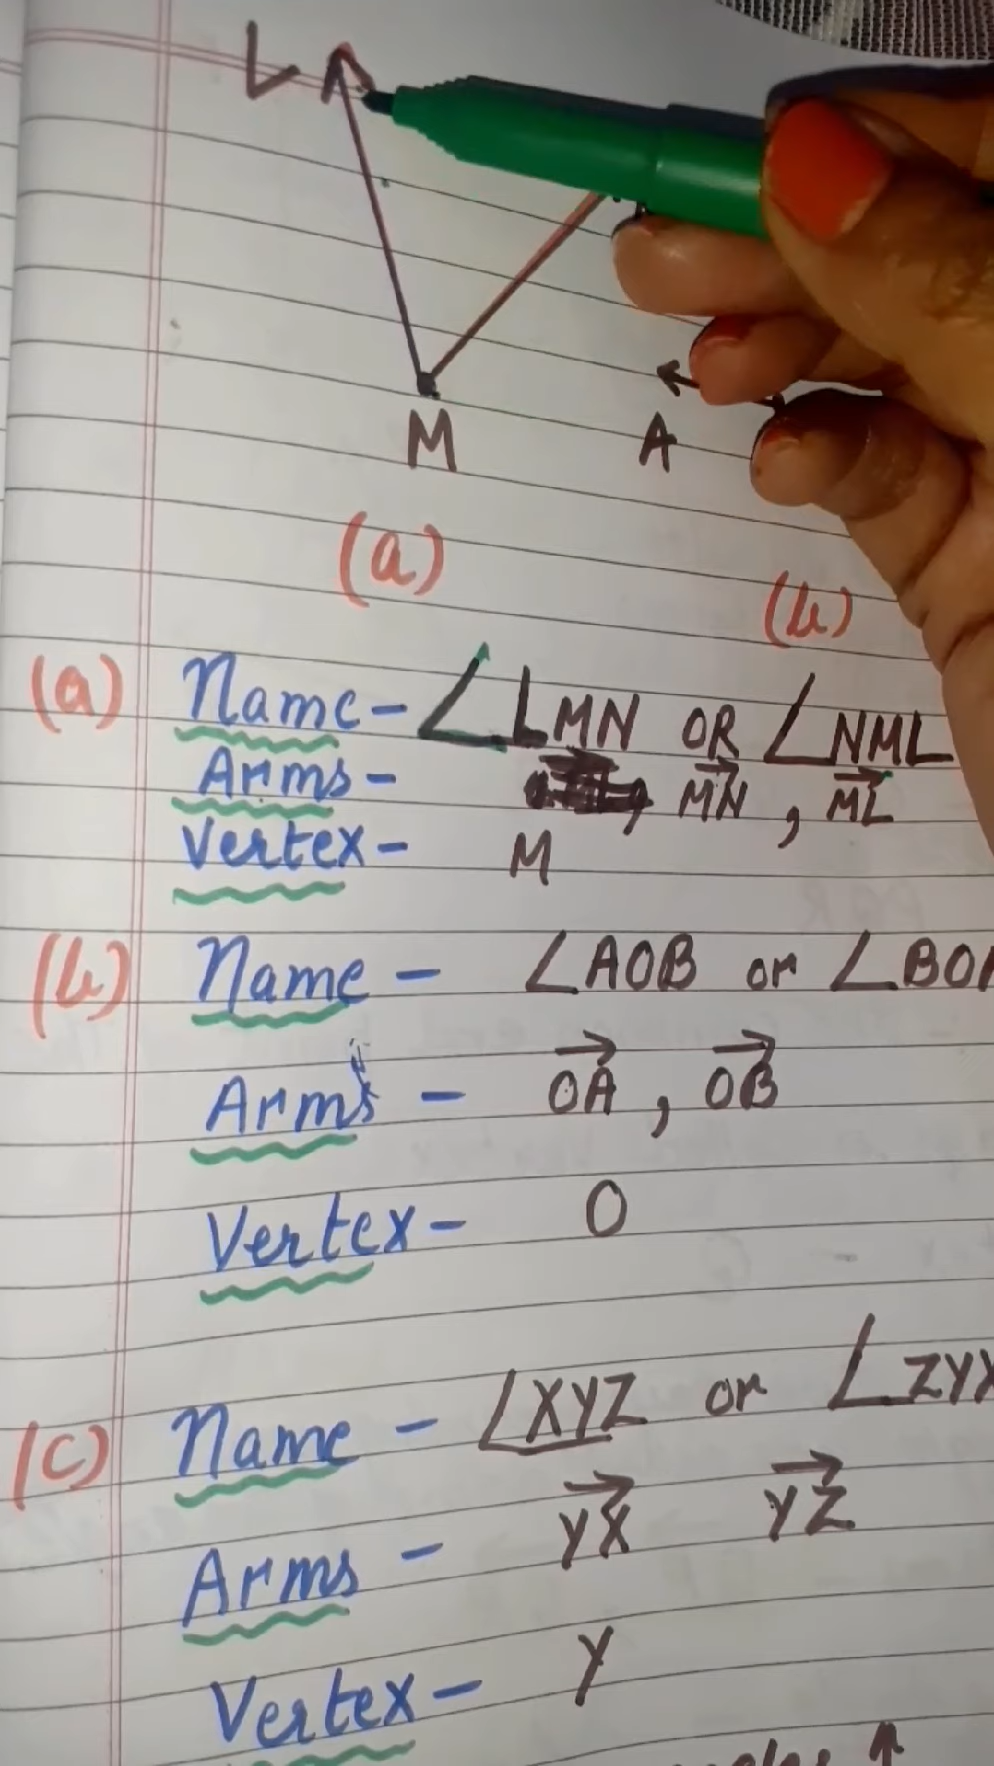 L
M A
(a) (b)
(a) Name - ∠LMN OR ∠NML
Arms - MN , ML
Vertex - M
(b) Name - ∠AOB or ∠BO
Arms - OA , OB
Vertex - O
(c) Name - ∠XYZ or ∠ZYX
Arms - YX YZ
Vertex - Y